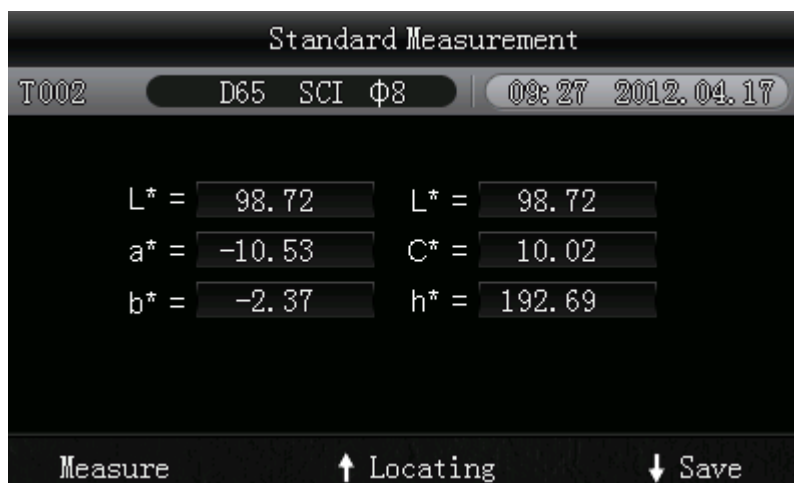 Standard Measurement
T002 D65 SCI Φ8 09:27 2012.04.17
L* = 98.72 L* = 98.72
a* = -10.53 C* = 10.02
b* = -2.37 h* = 192.69
Measure ↑ Locating ↓ Save